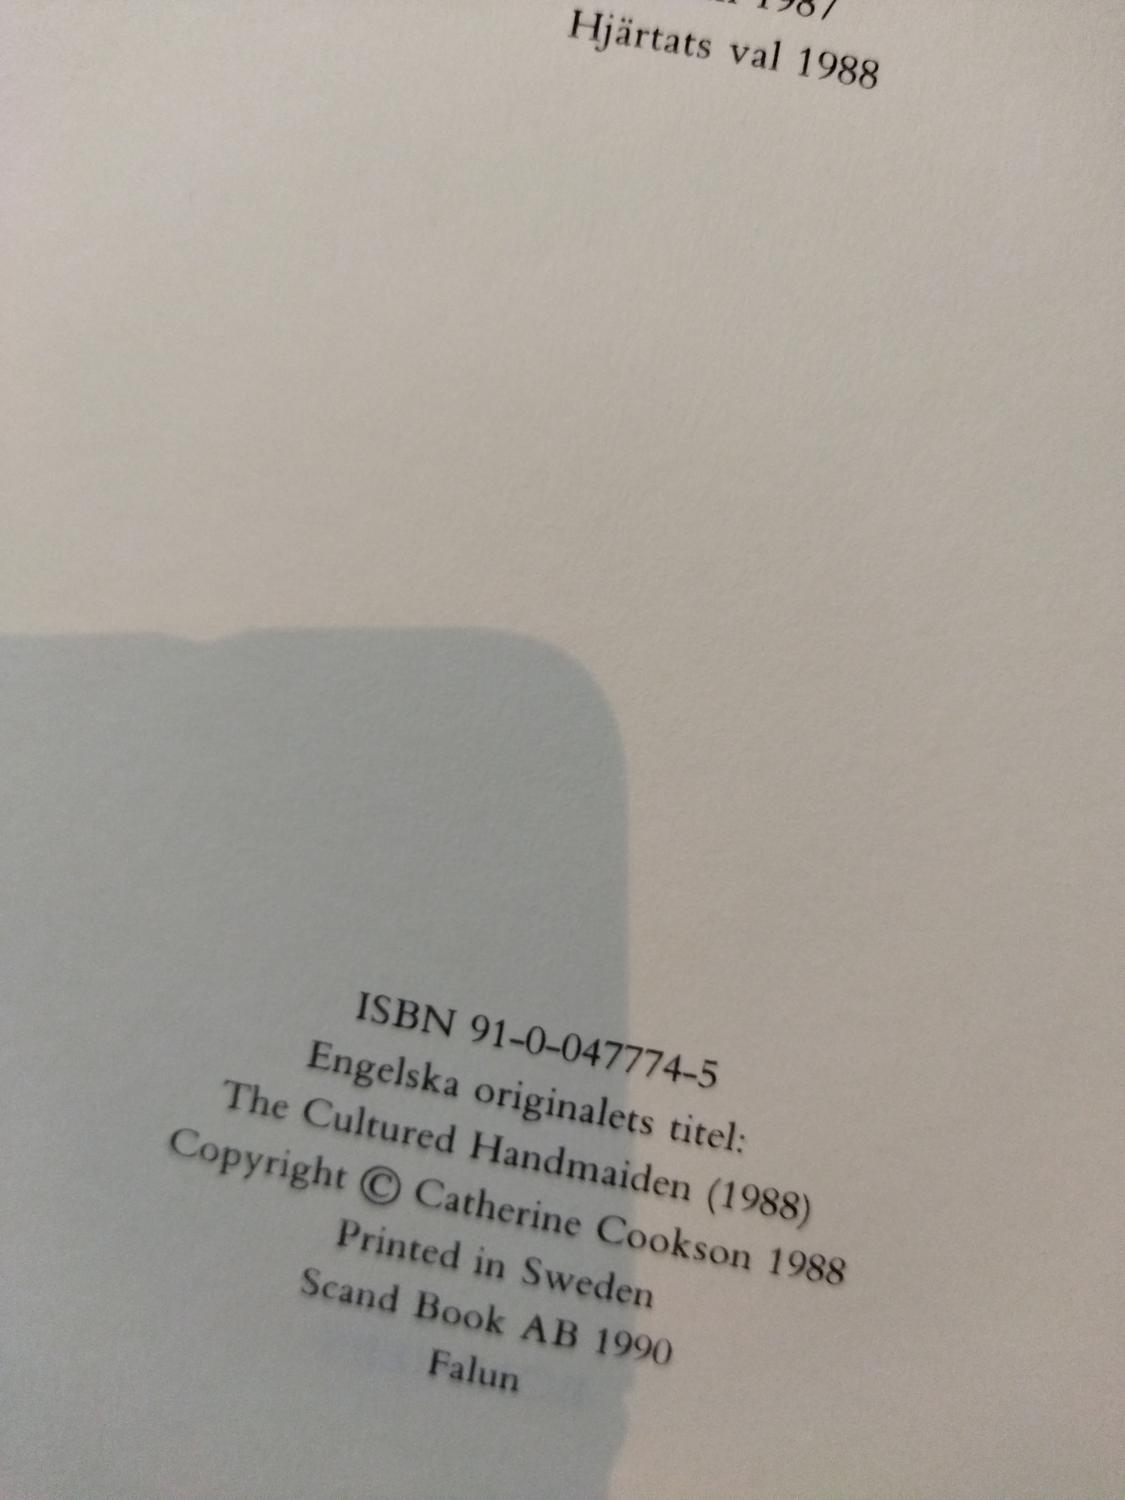 1987
Hjärtats val 1988
ISBN 91-0-047774-5
Engelska originalets titel:
The Cultured Handmaiden (1988)
Copyright © Catherine Cookson 1988
Printed in Sweden
Scand Book AB 1990
Falun